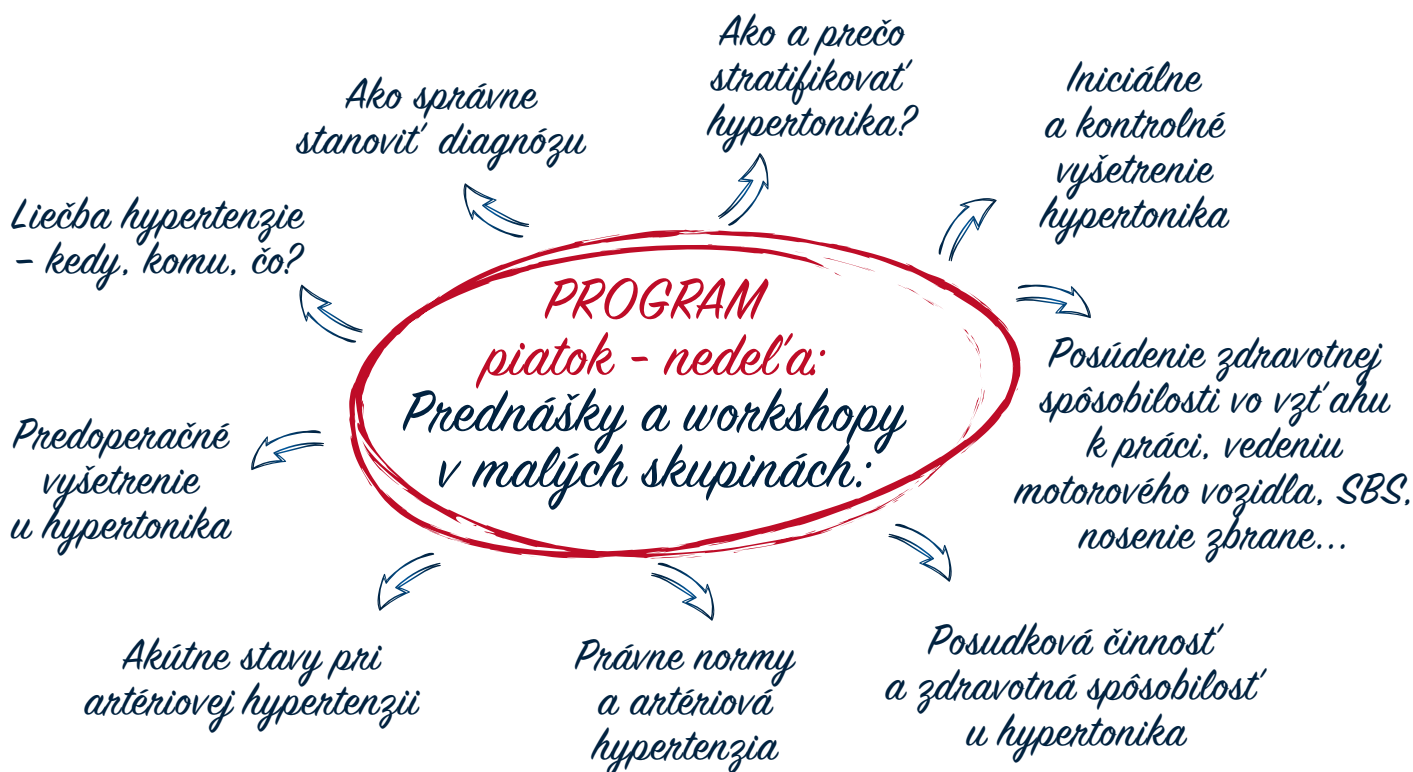 Ako a prečo
stratifikovať
hypertonika?
Iniciálne
a kontrolné
vyšetrenie
hypertonika
Ako správne
stanoviť diagnózu
Liečba hypertenzie
– kedy, komu, čo?
PROGRAM
piatok - nedeľa:
Prednášky a workshopy
v malých skupinách:
Posúdenie zdravotnej
spôsobilosti vo vzťahu
k práci, vedeniu
motorového vozidla, SBS,
nosenie zbrane...
Predoperačné
vyšetrenie
u hypertonika
Akútne stavy pri
artériovej hypertenzii
Právne normy
a artériová
hypertenzia
Posudková činnosť
a zdravotná spôsobilosť
u hypertonika